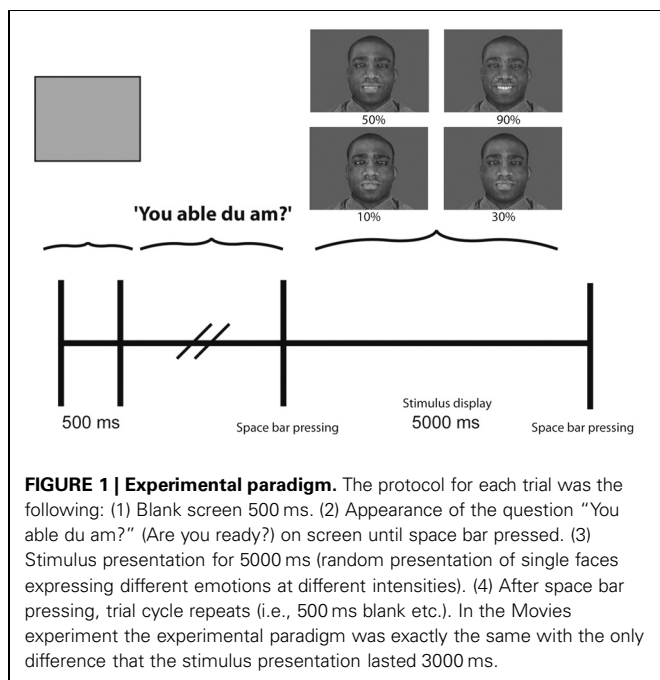 50%
90%
10%
30%
'You able du am?'
500 ms
Space bar pressing
Stimulus display
5000 ms
Space bar pressing
FIGURE 1 | Experimental paradigm. The protocol for each trial was the
following: (1) Blank screen 500 ms. (2) Appearance of the question “You
able du am?” (Are you ready?) on screen until space bar pressed. (3)
Stimulus presentation for 5000 ms (random presentation of single faces
expressing different emotions at different intensities). (4) After space bar
pressing, trial cycle repeats (i.e., 500 ms blank etc.). In the Movies
experiment the experimental paradigm was exactly the same with the only
difference that the stimulus presentation lasted 3000 ms.